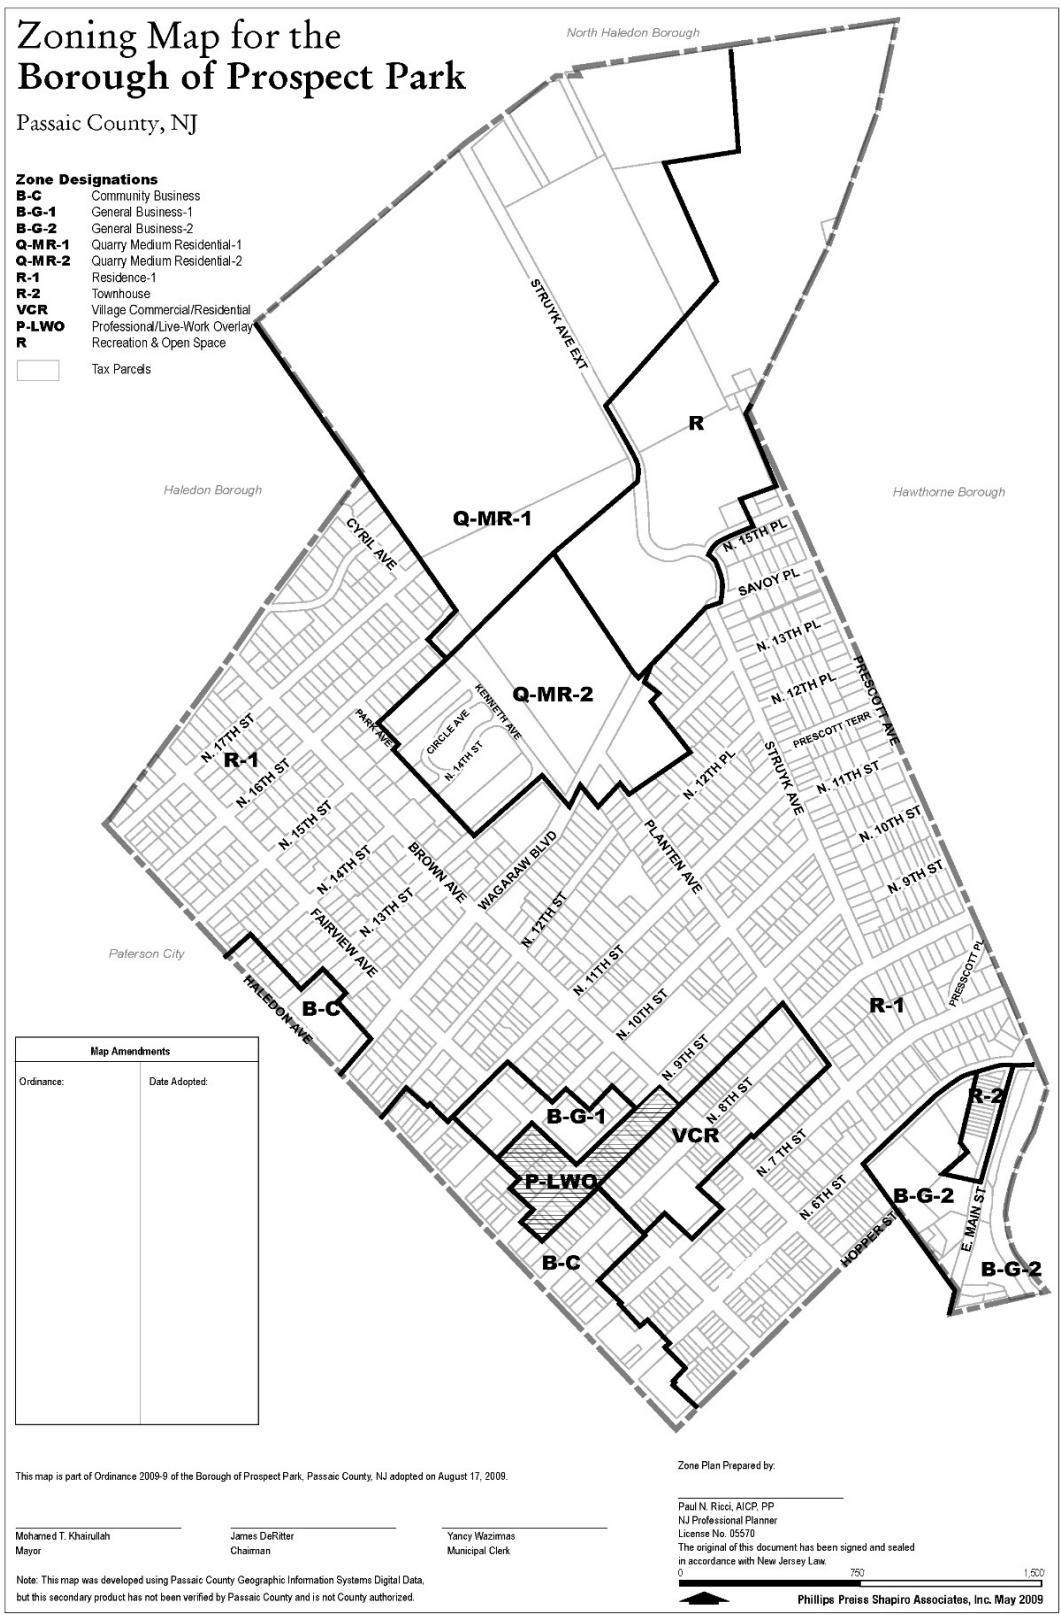 Zoning Map for the
Borough of Prospect Park
Passaic County, NJ
North Haledon Borough
Zone Designations
B-C Community Business
B-G-1 General Business-1
B-G-2 General Business-2
Q-MR-1 Quarry Medium Residential-1
Q-MR-2 Quarry Medium Residential-2
R-1 Residence-1
R-2 Townhouse
VCR Village Commercial/Residential
P-LWO Professional/Live-Work Overlay
R Recreation & Open Space
Tax Parcels
STRUYK AVE EXT
R
Haledon Borough
Hawthorne Borough
Q-MR-1
CYRIL AVE
N. 15TH PL
SAVOY PL
N. 13TH PL
N. 12TH PL
PRESCOTT AVE
PRESCOTT TERR
Q-MR-2
KENNETH AVE
CIRCLE AVE
N. 14TH ST
PARK AVE
N. 17TH ST
R-1
N. 16TH ST
N. 15TH ST
N. 14TH ST
N. 13TH ST
N. 12TH PL
STRUYK AVE
N. 11TH ST
N. 10TH ST
N. 9TH ST
PLANTEN AVE
WAGARAW BLVD
BROWN AVE
N. 12TH ST
FAIRVIEW AVE
Paterson City
HALEDON AVE
B-C
N. 11TH ST
N. 10TH ST
N. 9TH ST
PRESSCOTT PL
R-1
N. 8TH ST
VCR
B-G-1
P-LWO
B-C
N. 7 TH ST
N. 6TH ST
HOPPER ST
R-2
B-G-2
E. MAIN ST
B-G-2
Map Amendments
Ordinance: Date Adopted:
This map is part of Ordinance 2009-9 of the Borough of Prospect Park, Passaic County, NJ adopted on August 17, 2009.
Mohamed T. Khairullah
Mayor
James DeRitter
Chairman
Yancy Wazirmas
Municipal Clerk
Note: This map was developed using Passaic County Geographic Information Systems Digital Data,
but this secondary product has not been verified by Passaic County and is not County authorized.
Zone Plan Prepared by:
Paul N. Ricci, AICP, PP
NJ Professional Planner
License No. 05570
The original of this document has been signed and sealed
in accordance with New Jersey Law.
0 750 1,500
Phillips Preiss Shapiro Associates, Inc. May 2009